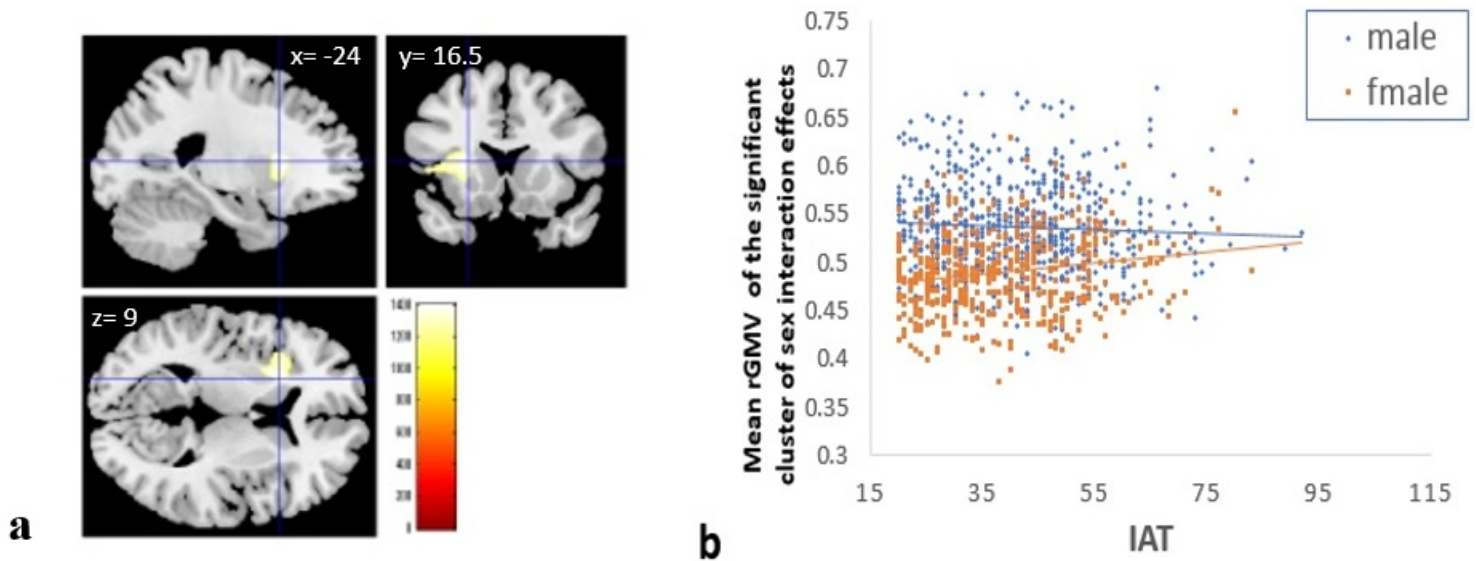 x= -24
y= 16.5
z= 9
1400
1200
1000
800
600
400
200
0
a
Mean rGMV of the significant
cluster of sex interaction effects
0.75
0.7
0.65
0.6
0.55
0.5
0.45
0.4
0.35
0.3
15 35 55 75 95 115
IAT
male
fmale
b